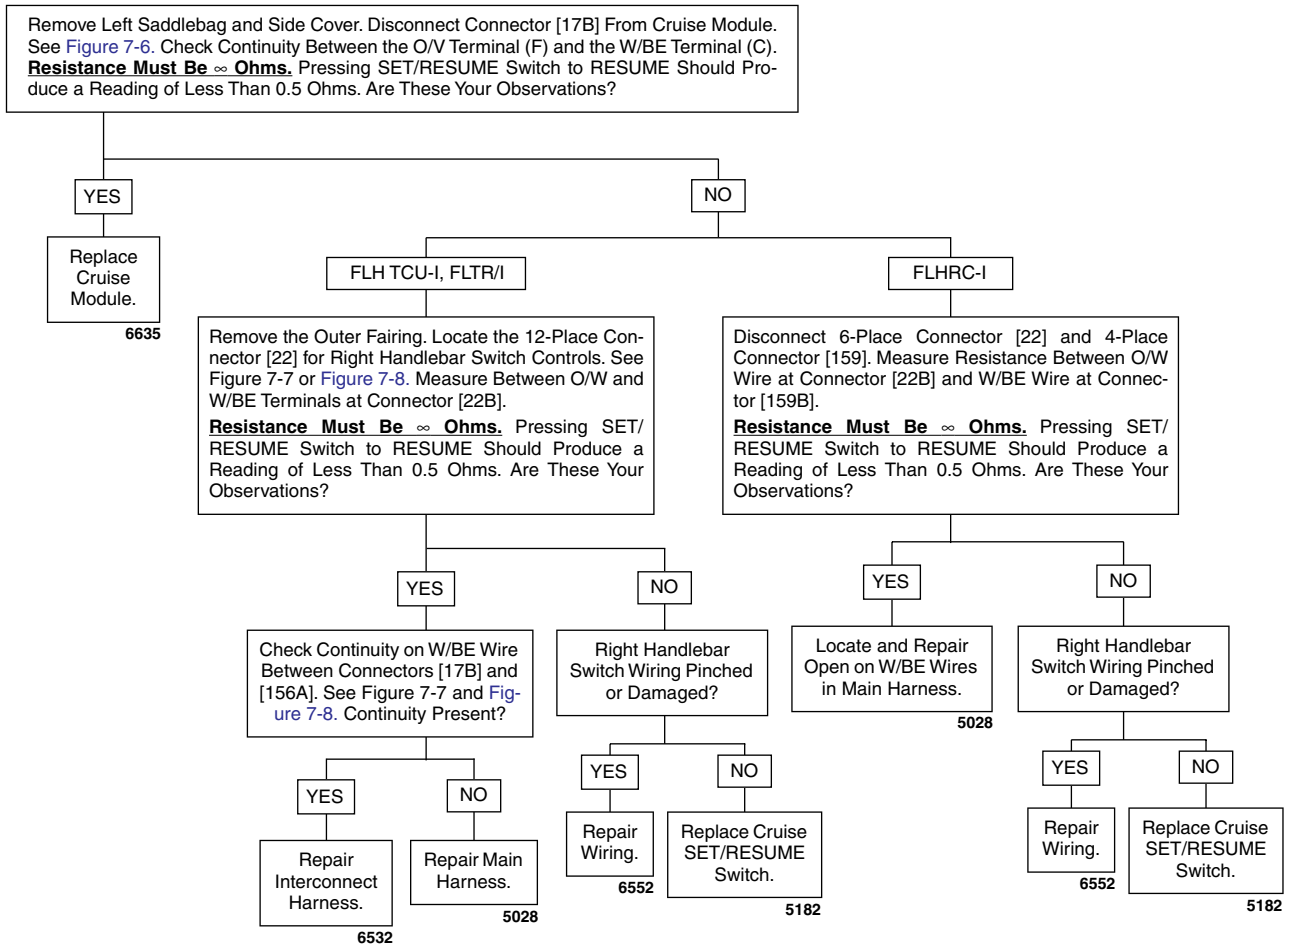 Remove Left Saddlebag and Side Cover. Disconnect Connector [17B] From Cruise Module.
See Figure 7-6. Check Continuity Between the O/V Terminal (F) and the W/BE Terminal (C).
Resistance Must Be ∞ Ohms. Pressing SET/RESUME Switch to RESUME Should Pro-
duce a Reading of Less Than 0.5 Ohms. Are These Your Observations?
YES
NO
Replace
Cruise
Module.
6635
FLH TCU-I, FLTR/I
FLHRC-I
Remove the Outer Fairing. Locate the 12-Place Con-
nector [22] for Right Handlebar Switch Controls. See
Figure 7-7 or Figure 7-8. Measure Between O/W and
W/BE Terminals at Connector [22B].
Resistance Must Be ∞ Ohms. Pressing SET/
RESUME Switch to RESUME Should Produce a
Reading of Less Than 0.5 Ohms. Are These Your
Observations?
Disconnect 6-Place Connector [22] and 4-Place
Connector [159]. Measure Resistance Between O/W
Wire at Connector [22B] and W/BE Wire at Connec-
tor [159B].
Resistance Must Be ∞ Ohms. Pressing SET/
RESUME Switch to RESUME Should Produce a
Reading of Less Than 0.5 Ohms. Are These Your
Observations?
YES
NO
YES
NO
Check Continuity on W/BE Wire
Between Connectors [17B] and
[156A]. See Figure 7-7 and Fig-
ure 7-8. Continuity Present?
Right Handlebar
Switch Wiring Pinched
or Damaged?
Locate and Repair
Open on W/BE Wires
in Main Harness.
5028
Right Handlebar
Switch Wiring Pinched
or Damaged?
YES
NO
YES
NO
YES
NO
Repair
Interconnect
Harness.
6532
Repair Main
Harness.
5028
Repair
Wiring.
6552
Replace Cruise
SET/RESUME
Switch.
5182
Repair
Wiring.
6552
Replace Cruise
SET/RESUME
Switch.
5182